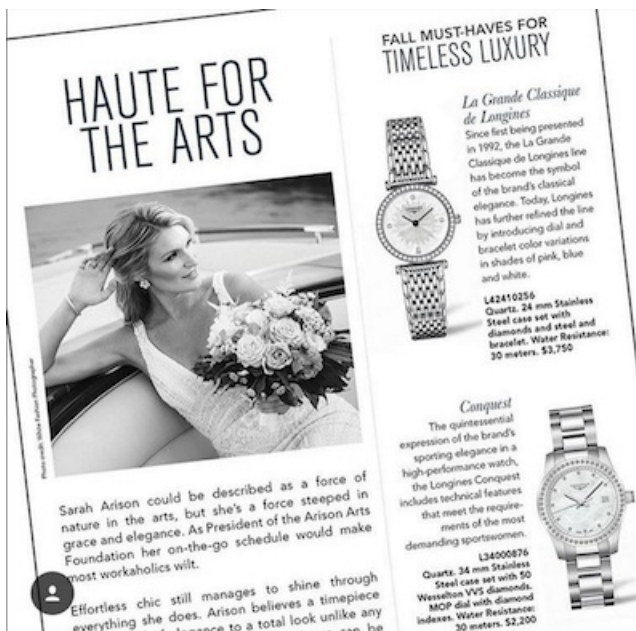 HAUTE FOR
THE ARTS
Photo credit: White Fashion Photographer
Sarah Arison could be described as a force of
nature in the arts, but she's a force steeped in
grace and elegance. As President of the Arison Arts
Foundation her on-the-go schedule would make
most workaholics wilt.
Effortless chic still manages to shine through
everything she does. Arison believes a timepiece
to a total look unlike any
can be
FALL MUST-HAVES FOR
TIMELESS LUXURY
La Grande Classique
de Longines
Since first being presented
in 1992, the La Grande
Classique de Longines line
has become the symbol
of the brand's classical
elegance. Today, Longines
has further refined the line
by introducing dial and
bracelet color variations
in shades of pink, blue
and white.
L42410256
Quartz. 24 mm Stainless
Steel case set with
diamonds and steel and
bracelet. Water Resistance:
30 meters. $3,750
Conquest
The quintessential
expression of the brand's
sporting elegance in a
high-performance watch,
the Longines Conquest
includes technical features
that meet the require-
ments of the most
demanding sportswomen.
L34000876
Quartz. 34 mm Stainless
Steel case set with 50
Wesselton VVS diamonds.
MOP dial with diamond
indexes. Water Resistance:
30 meters. $2,200